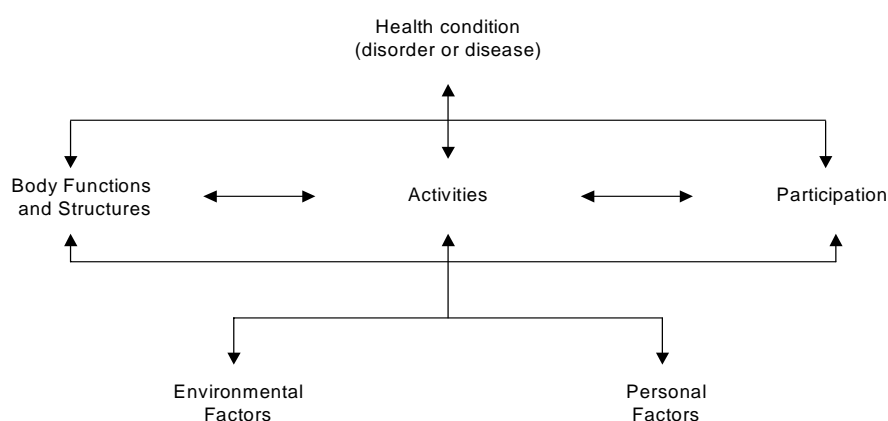 Health condition
(disorder or disease)
Body Functions
and Structures
Activities
Participation
Environmental
Factors
Personal
Factors